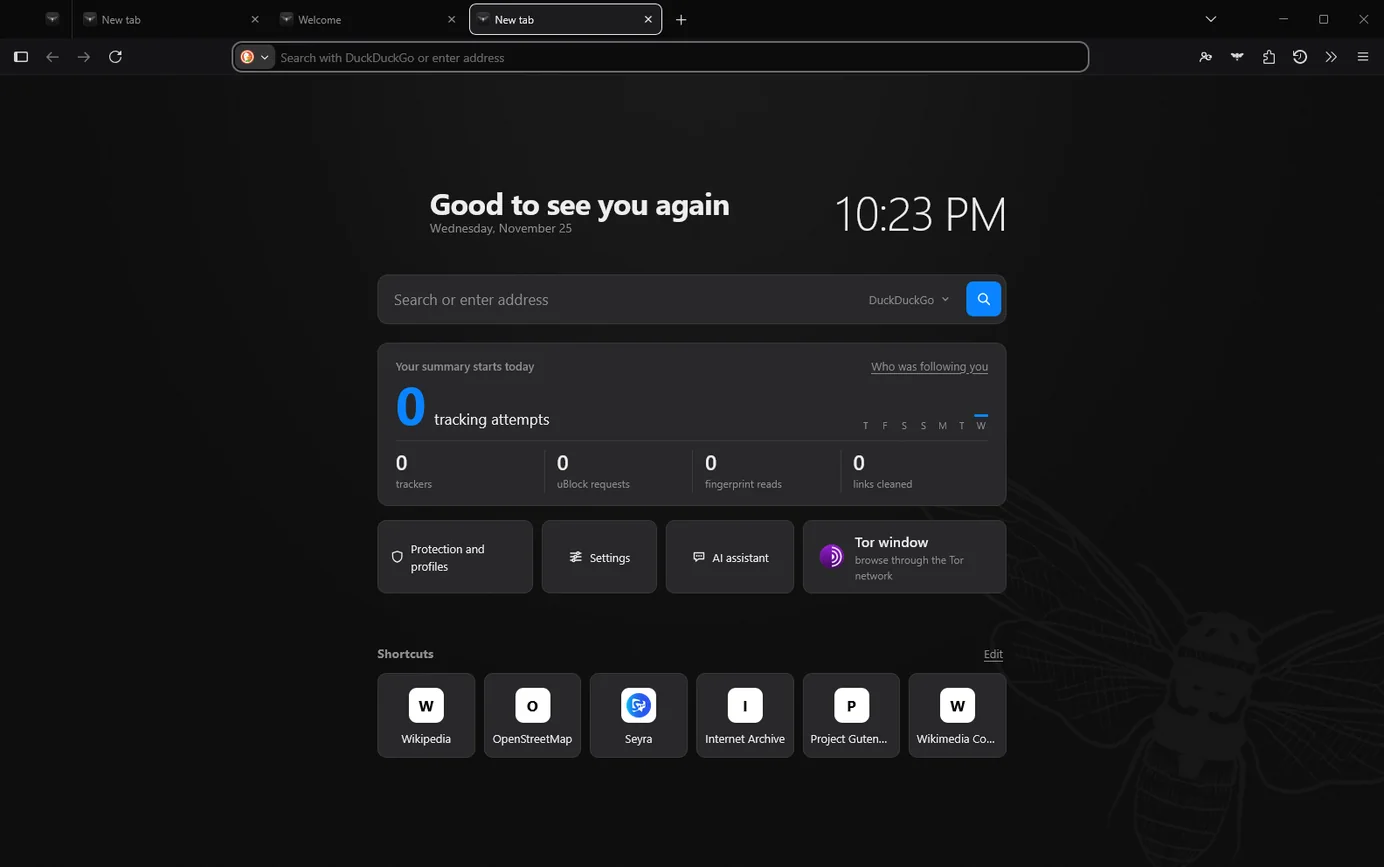 New tab
Welcome
New tab
Search with DuckDuckGo or enter address
Good to see you again
Wednesday, November 25
10:23 PM
Search or enter address
DuckDuckGo
Your summary starts today
Who was following you
0 tracking attempts
T F S S M T W
0
trackers
0
uBlock requests
0
fingerprint reads
0
links cleaned
Protection and
profiles
Settings
AI assistant
Tor window
browse through the Tor
network
Shortcuts
Edit
W
Wikipedia
O
OpenStreetMap
Seyra
I
Internet Archive
P
Project Guten...
W
Wikimedia Co...